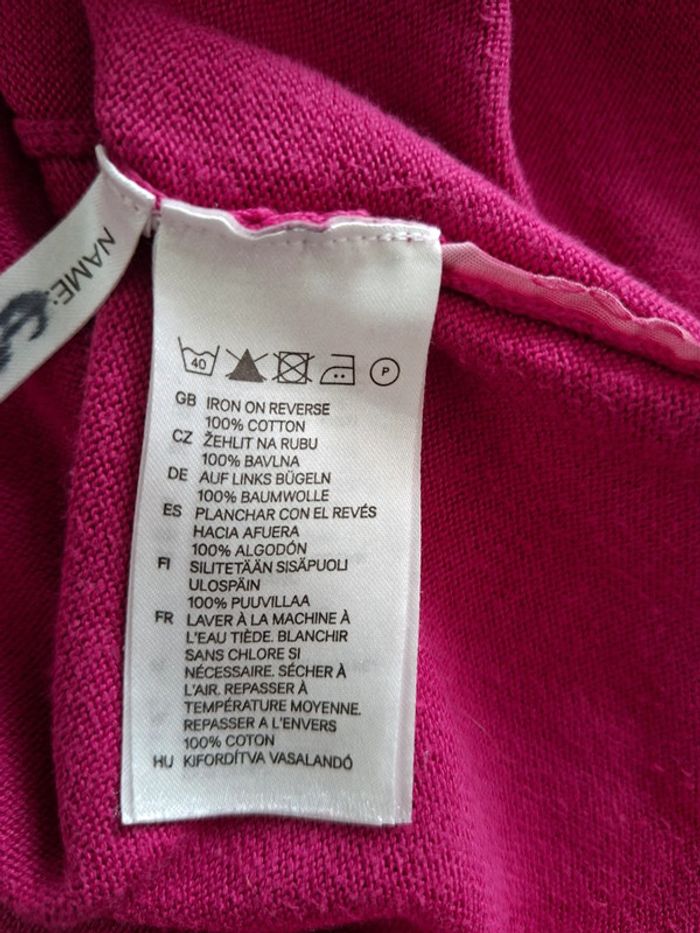 NAME:
40
P
GB IRON ON REVERSE
100% COTTON
CZ ŽEHLIT NA RUBU
100% BAVLNA
DE AUF LINKS BÜGELN
100% BAUMWOLLE
ES PLANCHAR CON EL REVÉS
HACIA AFUERA
100% ALGODÓN
FI SILITETÄÄN SISÄPUOLI
ULOSPÄIN
100% PUUVILLAA
FR LAVER À LA MACHINE À
L'EAU TIÈDE. BLANCHIR
SANS CHLORE SI
NÉCESSAIRE. SÉCHER À
L'AIR. REPASSER À
TEMPÉRATURE MOYENNE.
REPASSER A L'ENVERS
100% COTON
HU KIFORDÍTVA VASALANDÓ